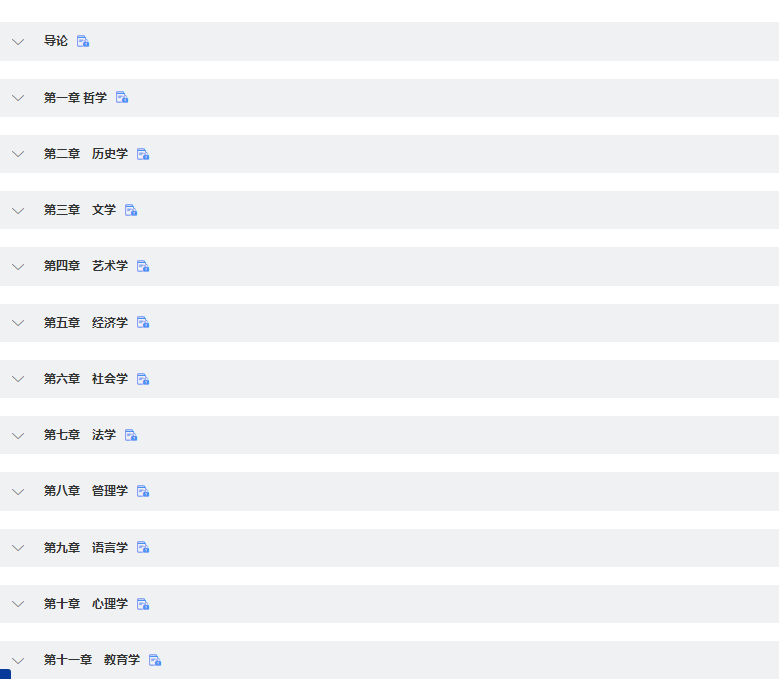 导论
第一章 哲学
第二章　历史学
第三章　文学
第四章　艺术学
第五章　经济学
第六章　社会学
第七章　法学
第八章　管理学
第九章　语言学
第十章　心理学
第十一章　教育学